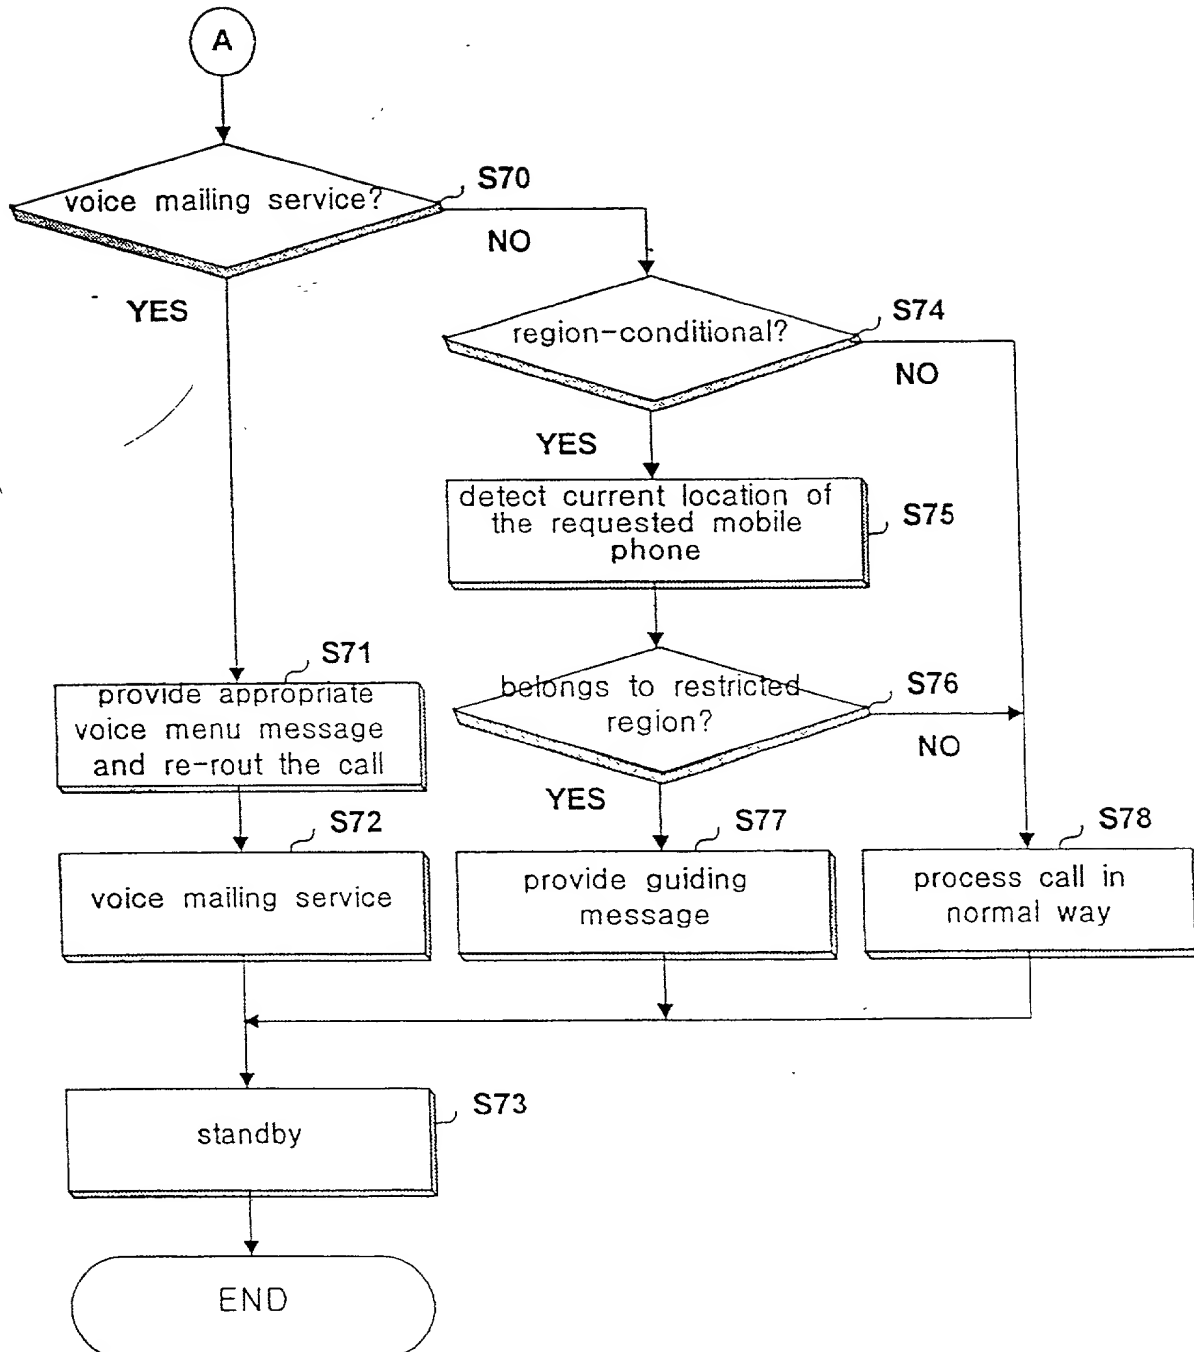 A
voice mailing service?
S70
NO
YES
region-conditional?
S74
NO
YES
detect current location of
the requested mobile
phone
S75
S71
provide appropriate
voice menu message
and re-rout the call
belongs to restricted
region?
S76
NO
YES
S72
voice mailing service
S77
provide guiding
message
S78
process call in
normal way
standby
S73
END